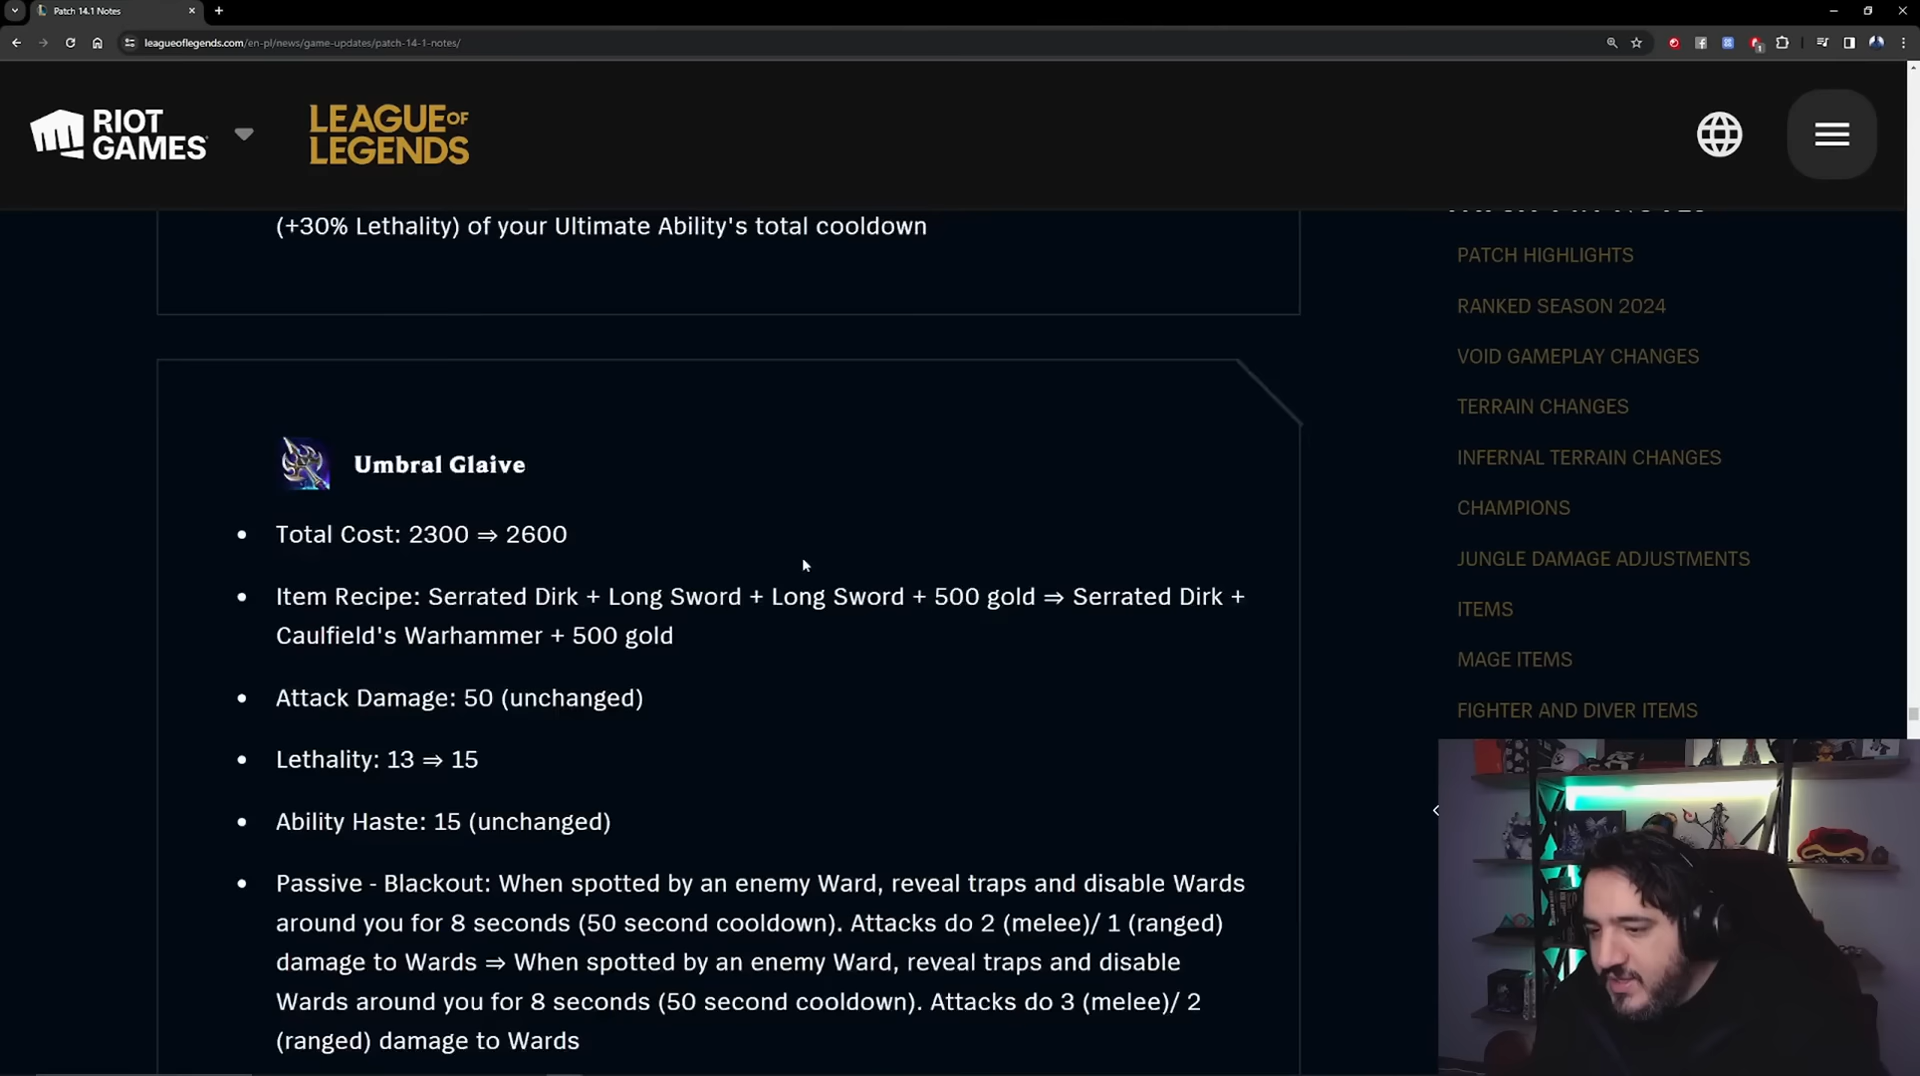 Patch 14.1 Notes
leagueoflegends.com/en-pl/news/game-updates/patch-14-1-notes/
RIOT
GAMES
LEAGUE OF
LEGENDS
(+30% Lethality) of your Ultimate Ability's total cooldown
Umbral Glaive
• Total Cost: 2300 ⇒ 2600
• Item Recipe: Serrated Dirk + Long Sword + Long Sword + 500 gold ⇒ Serrated Dirk +
Caulfield's Warhammer + 500 gold
• Attack Damage: 50 (unchanged)
• Lethality: 13 ⇒ 15
• Ability Haste: 15 (unchanged)
• Passive - Blackout: When spotted by an enemy Ward, reveal traps and disable Wards
around you for 8 seconds (50 second cooldown). Attacks do 2 (melee)/ 1 (ranged)
damage to Wards ⇒ When spotted by an enemy Ward, reveal traps and disable
Wards around you for 8 seconds (50 second cooldown). Attacks do 3 (melee)/ 2
(ranged) damage to Wards
PATCH HIGHLIGHTS
RANKED SEASON 2024
VOID GAMEPLAY CHANGES
TERRAIN CHANGES
INFERNAL TERRAIN CHANGES
CHAMPIONS
JUNGLE DAMAGE ADJUSTMENTS
ITEMS
MAGE ITEMS
FIGHTER AND DIVER ITEMS